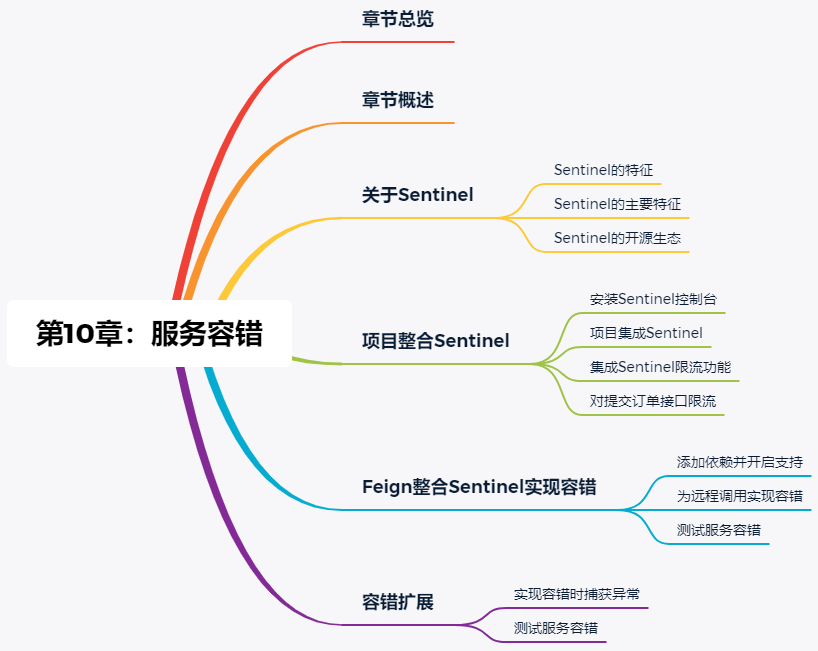 章节总览
章节概述
关于Sentinel
Sentinel的特征
Sentinel的主要特征
Sentinel的开源生态
第10章：服务容错
项目整合Sentinel
安装Sentinel控制台
项目集成Sentinel
集成Sentinel限流功能
对提交订单接口限流
Feign整合Sentinel实现容错
添加依赖并开启支持
为远程调用实现容错
测试服务容错
容错扩展
实现容错时捕获异常
测试服务容错